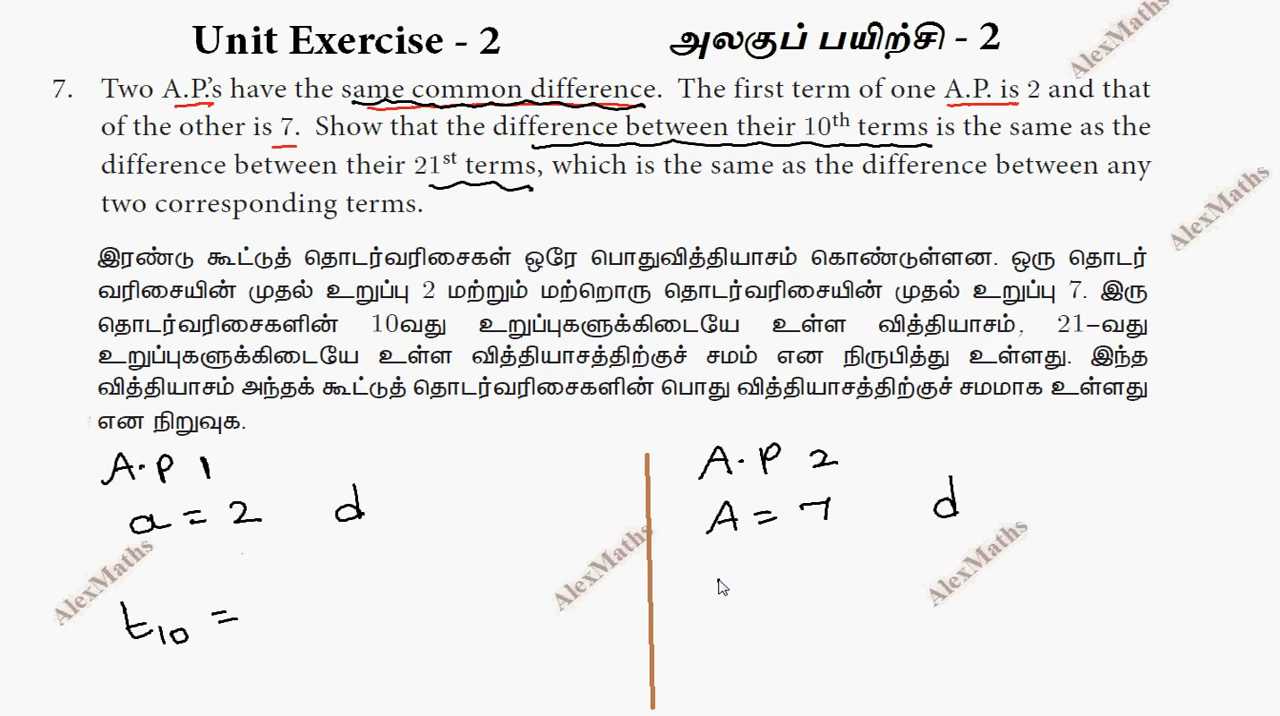 Unit Exercise - 2
அலகுப் பயிற்சி - 2
7. Two A.P.'s have the same common difference. The first term of one A.P. is 2 and that
of the other is 7. Show that the difference between their 10th terms is the same as the
difference between their 21st terms, which is the same as the difference between any
two corresponding terms.
இரண்டு கூட்டுத் தொடர்வரிசைகள் ஒரே பொதுவித்தியாசம் கொண்டுள்ளன. ஒரு தொடர்
வரிசையின் முதல் உறுப்பு 2 மற்றும் மற்றொரு தொடர்வரிசையின் முதல் உறுப்பு 7. இரு
தொடர்வரிசைகளின் 10வது உறுப்புகளுக்கிடையே உள்ள வித்தியாசம், 21-வது
உறுப்புகளுக்கிடையே உள்ள வித்தியாசத்திற்குச் சமம் என நிருபித்து உள்ளது. இந்த
வித்தியாசம் அந்தக் கூட்டுத் தொடர்வரிசைகளின் பொது வித்தியாசத்திற்குச் சமமாக உள்ளது
என நிறுவுக.
A.P 1
a = 2 d
t10 =
A.P 2
A = 7 d
AlexMaths
AlexMaths
AlexMaths
AlexMaths
AlexMaths